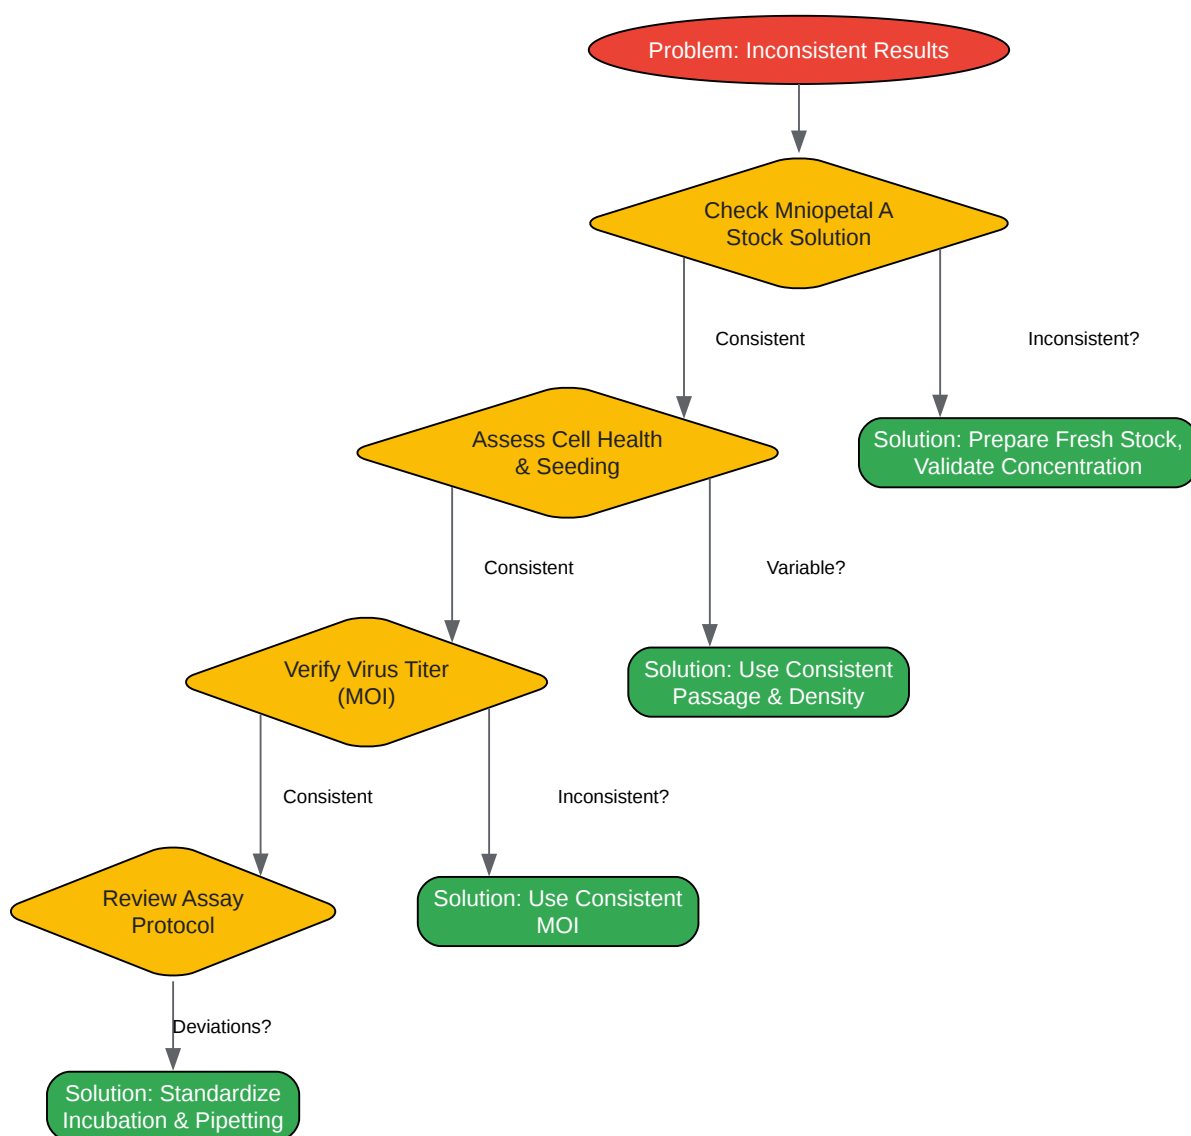 Problem: Inconsistent Results
Check Mniopetal A
Stock Solution
Consistent
Inconsistent?
Assess Cell Health
& Seeding
Solution: Prepare Fresh Stock,
Validate Concentration
Consistent
Variable?
Verify Virus Titer
(MOI)
Solution: Use Consistent
Passage & Density
Consistent
Inconsistent?
Review Assay
Protocol
Solution: Use Consistent
MOI
Deviations?
Solution: Standardize
Incubation & Pipetting